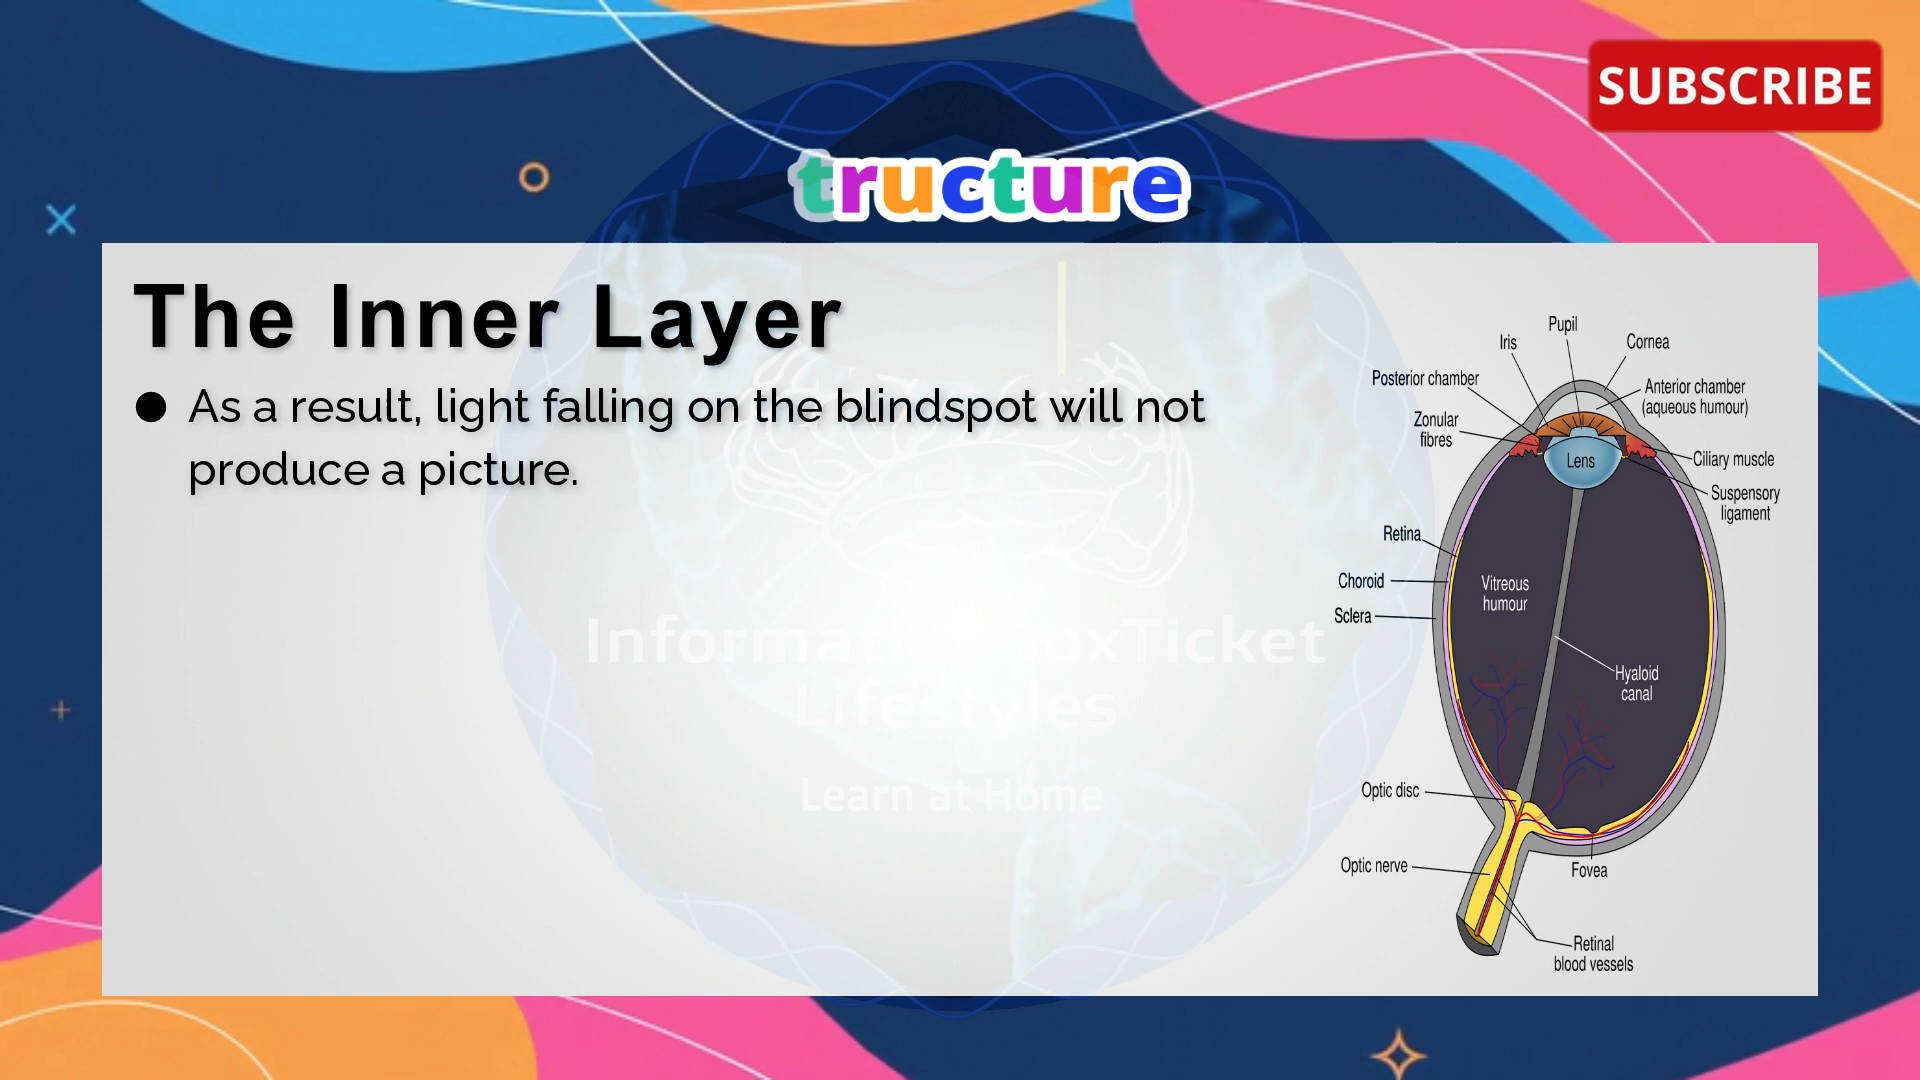 SUBSCRIBE
tructure
The Inner Layer
● As a result, light falling on the blindspot will not
produce a picture.
Pupil
Iris
Cornea
Posterior chamber
Anterior chamber
(aqueous humour)
Zonular
fibres
Lens
Ciliary muscle
Suspensory
ligament
Retina
Choroid
Sclera
Vitreous
humour
Hyaloid
canal
Optic disc
Optic nerve
Fovea
Retinal
blood vessels
Lifestyles
Learn at Home